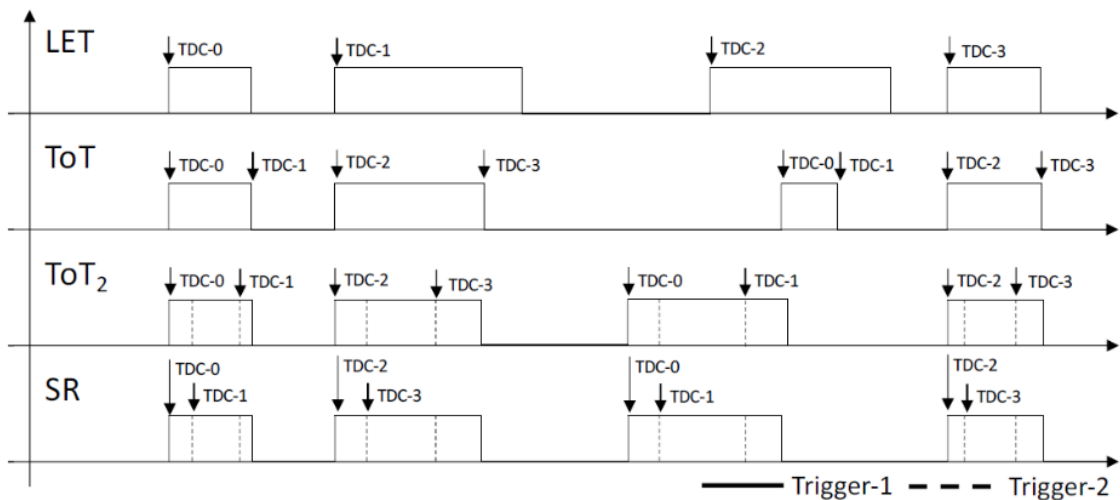 LET
TDC-0 TDC-1 TDC-2 TDC-3
ToT
TDC-0 TDC-1 TDC-2 TDC-3 TDC-0 TDC-1 TDC-2 TDC-3
ToT₂
TDC-0 TDC-1 TDC-2 TDC-3 TDC-0 TDC-1 TDC-2 TDC-3
SR
TDC-0 TDC-2 TDC-0 TDC-2
TDC-1 TDC-3 TDC-1 TDC-3
Trigger-1 Trigger-2